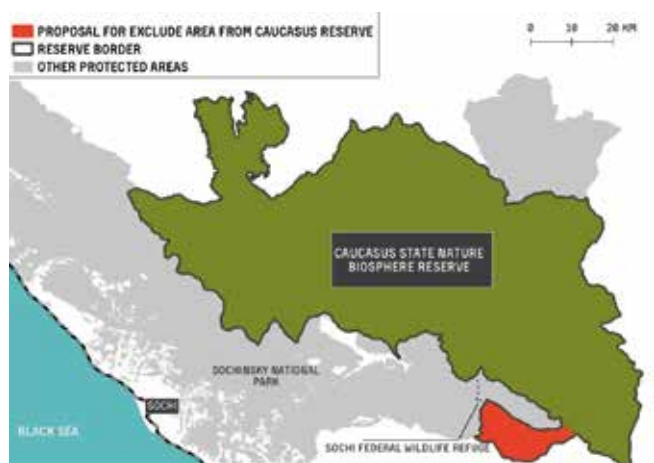 PROPOSAL FOR EXCLUDE AREA FROM CAUCASUS RESERVE
RESERVE BORDER
OTHER PROTECTED AREAS
0 10 20 KM
CAUCASUS STATE NATURE
BIOSPHERE RESERVE
SOCHINSKY NATIONAL
PARK
SOCHI
BLACK SEA
SOCHI FEDERAL WILDLIFE REFUGE